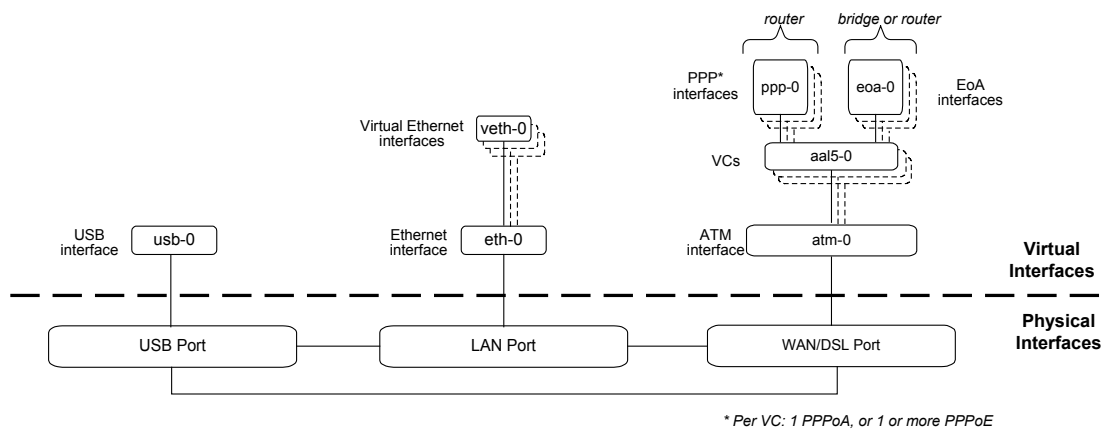 router
bridge or router
PPP*
interfaces
ppp-0
eoa-0
EoA
interfaces
Virtual Ethernet
interfaces
veth-0
VCs
aal5-0
USB
interface
usb-0
Ethernet
interface
eth-0
ATM
interface
atm-0
Virtual
Interfaces
Physical
Interfaces
USB Port
LAN Port
WAN/DSL Port
* Per VC: 1 PPPoA, or 1 or more PPPoE